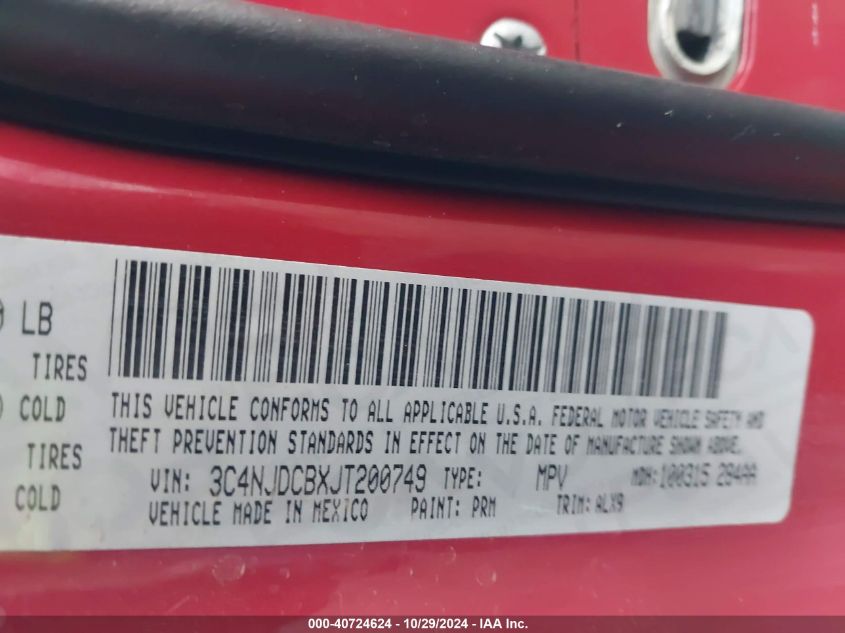 0 LB
TIRES
COLD
TIRES
COLD
THIS VEHICLE CONFORMS TO ALL APPLICABLE U.S.A. FEDERAL MOTOR VEHICLE SAFETY AND
THEFT PREVENTION STANDARDS IN EFFECT ON THE DATE OF MANUFACTURE SHOWN ABOVE.
VIN: 3C4NJDCBXJT200749 TYPE: MPV MDH: 100315 284AA
VEHICLE MADE IN MEXICO PAINT: PRM TRIM: ALX9
000-40724624 - 10/29/2024 - IAA Inc.